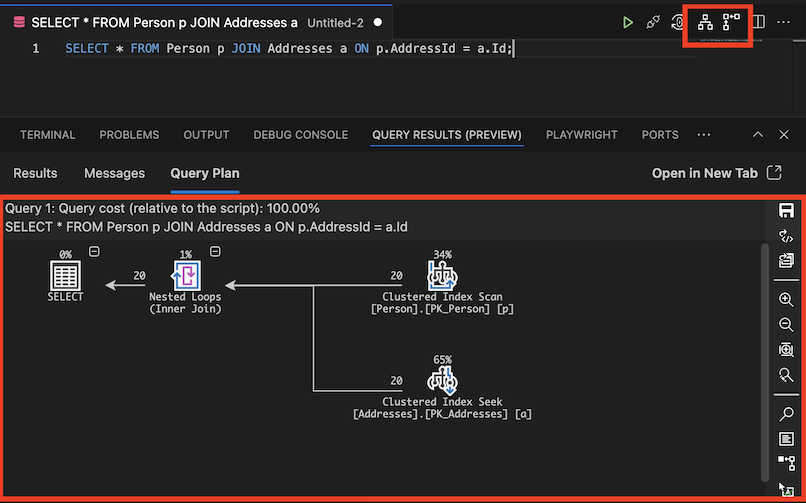 SELECT * FROM Person p JOIN Addresses a Untitled-2
1 SELECT * FROM Person p JOIN Addresses a ON p.AddressId = a.Id;
TERMINAL PROBLEMS OUTPUT DEBUG CONSOLE QUERY RESULTS (PREVIEW) PLAYWRIGHT PORTS ···
Results Messages Query Plan Open in New Tab
Query 1: Query cost (relative to the script): 100.00%
SELECT * FROM Person p JOIN Addresses a ON p.AddressId = a.Id
0% 1% 34%
20 20
SELECT Nested Loops Clustered Index Scan
(Inner Join) [Person].[PK_Person] [p]
65%
20
Clustered Index Seek
[Addresses].[PK_Addresses] [a]